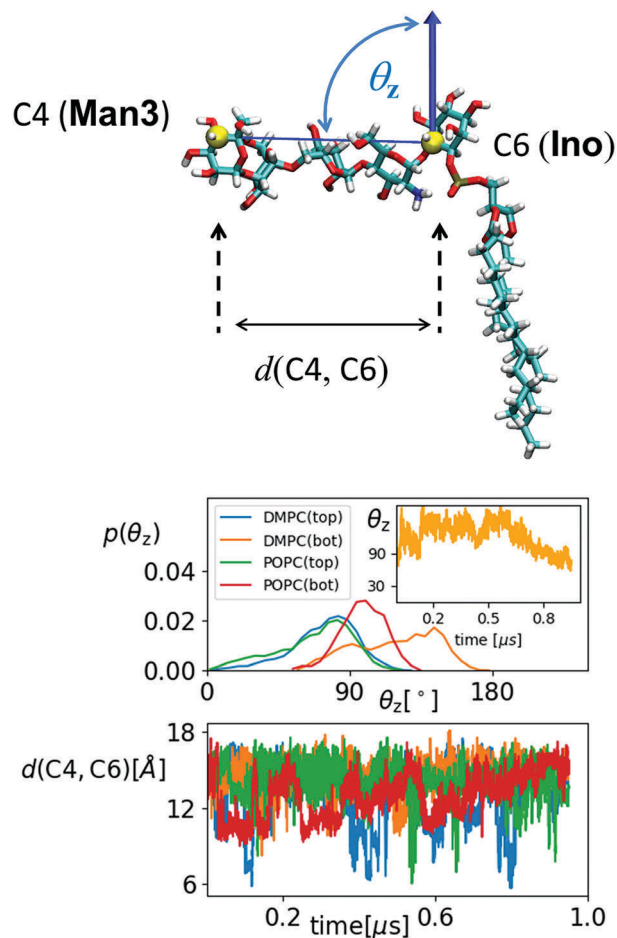 θz
C4 (Man3)
C6 (Ino)
d(C4, C6)
p(θz)
DMPC(top)
DMPC(bot)
POPC(top)
POPC(bot)
θz
90
30
0.2 0.5 0.8
time [μs]
0.04
0.02
0.00
0 90 180
θz[°]
d(C4, C6)[Å]
18
12
6
0.2 0.6 1.0
time[μs]